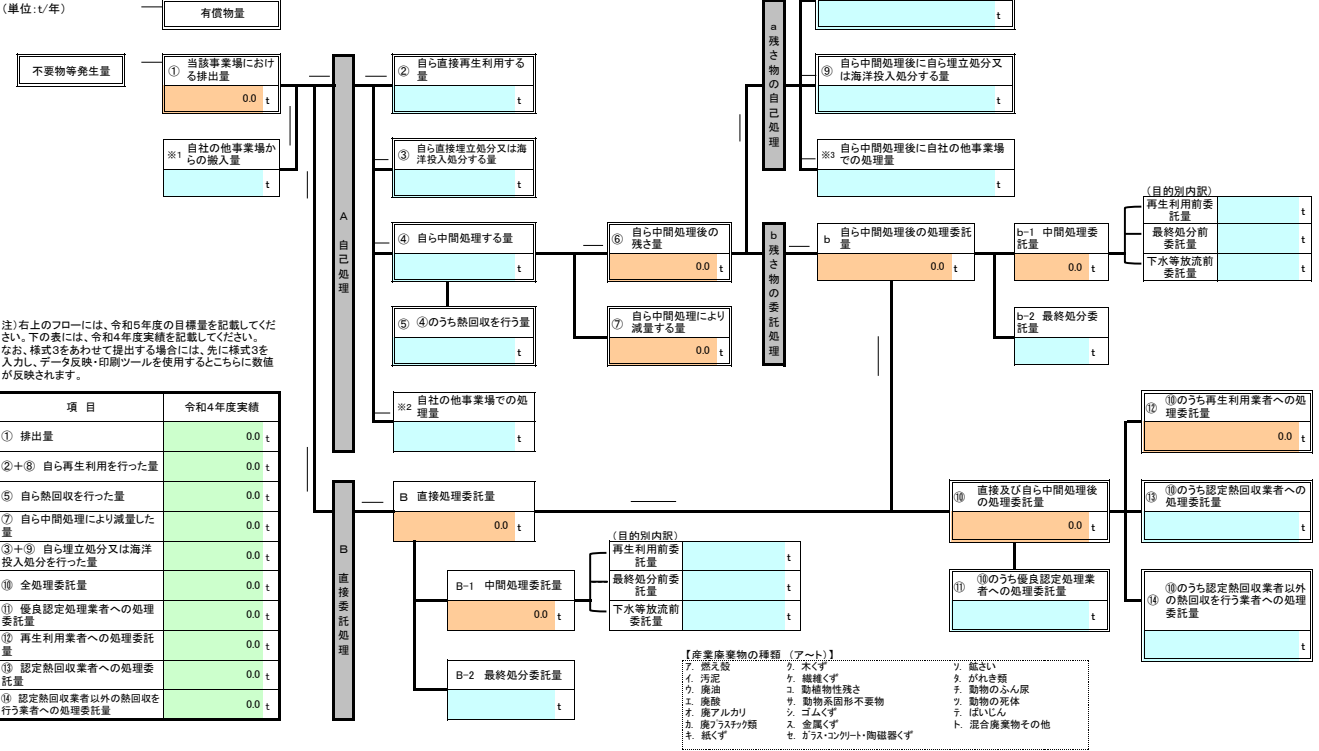 (単位:t/年)
有償物量
不要物等発生量
① 当該事業場におけ
る排出量
0.0 t
※1 自社の他事業場か
らの搬入量
t
A 自己処理
② 自ら直接再生利用する
量
t
③ 自ら直接埋立処分又は海
洋投入処分する量
t
④ 自ら中間処理する量
t
⑤ ④のうち熱回収を行う量
t
※2 自社の他事業場での処
理量
t
⑥ 自ら中間処理後の
残さ量
0.0 t
⑦ 自ら中間処理により
減量する量
0.0 t
a 残さ物の自己処理
t
⑨ 自ら中間処理後に自ら埋立処分又
は海洋投入処分する量
t
※3 自ら中間処理後に自社の他事業場
での処理量
t
b 残さ物の委託処理
b 自ら中間処理後の処理委託
量
0.0 t
b-1 中間処理委
託量
0.0 t
b-2 最終処分委
託量
t
(目的別内訳)
再生利用前委
託量
t
最終処分前
委託量
t
下水等放流前
委託量
t
注)右上のフローには、令和5年度の目標量を記載してくだ
さい。下の表には、令和4年度実績を記載してください。
なお、様式3をあわせて提出する場合には、先に様式3を
入力し、データ反映・印刷ツールを使用するとこちらに数値
が反映されます。
項 目 令和4年度実績
① 排出量 0.0 t
②+⑧ 自ら再生利用を行った量 0.0 t
⑤ 自ら熱回収を行った量 0.0 t
⑦ 自ら中間処理により減量した
量 0.0 t
③+⑨ 自ら埋立処分又は海洋
投入処分を行った量 0.0 t
⑩ 全処理委託量 0.0 t
⑪ 優良認定処理業者への処理
委託量 0.0 t
⑫ 再生利用業者への処理委託
量 0.0 t
⑬ 認定熱回収業者への処理委
託量 0.0 t
⑭ 認定熱回収業者以外の熱回収を
行う業者への処理委託量 0.0 t
B 直接委託処理
B 直接処理委託量
0.0 t
B-1 中間処理委託量
0.0 t
B-2 最終処分委託量
t
(目的別内訳)
再生利用前委
託量
t
最終処分前委
託量
t
下水等放流前
委託量
t
⑩ 直接及び自ら中間処理後
の処理委託量
0.0 t
⑪ ⑩のうち優良認定処理業
者への処理委託量
t
⑫ ⑩のうち再生利用業者への処
理委託量
0.0 t
⑬ ⑩のうち認定熱回収業者への
処理委託量
t
⑭ ⑩のうち認定熱回収業者以外
の熱回収を行う業者への処理
委託量
t
【産業廃棄物の種類 (ア~ト)】
ア. 燃え殻 ク. 木くず ソ. 鉱さい
イ. 汚泥 ケ. 繊維くず タ. がれき類
ウ. 廃油 コ. 動植物性残さ チ. 動物のふん尿
エ. 廃酸 サ. 動物系固形不要物 ツ. 動物の死体
オ. 廃アルカリ シ. ゴムくず テ. ばいじん
カ. 廃プラスチック類 ス. 金属くず ト. 混合廃棄物その他
キ. 紙くず セ. ガラス・コンクリート・陶磁器くず